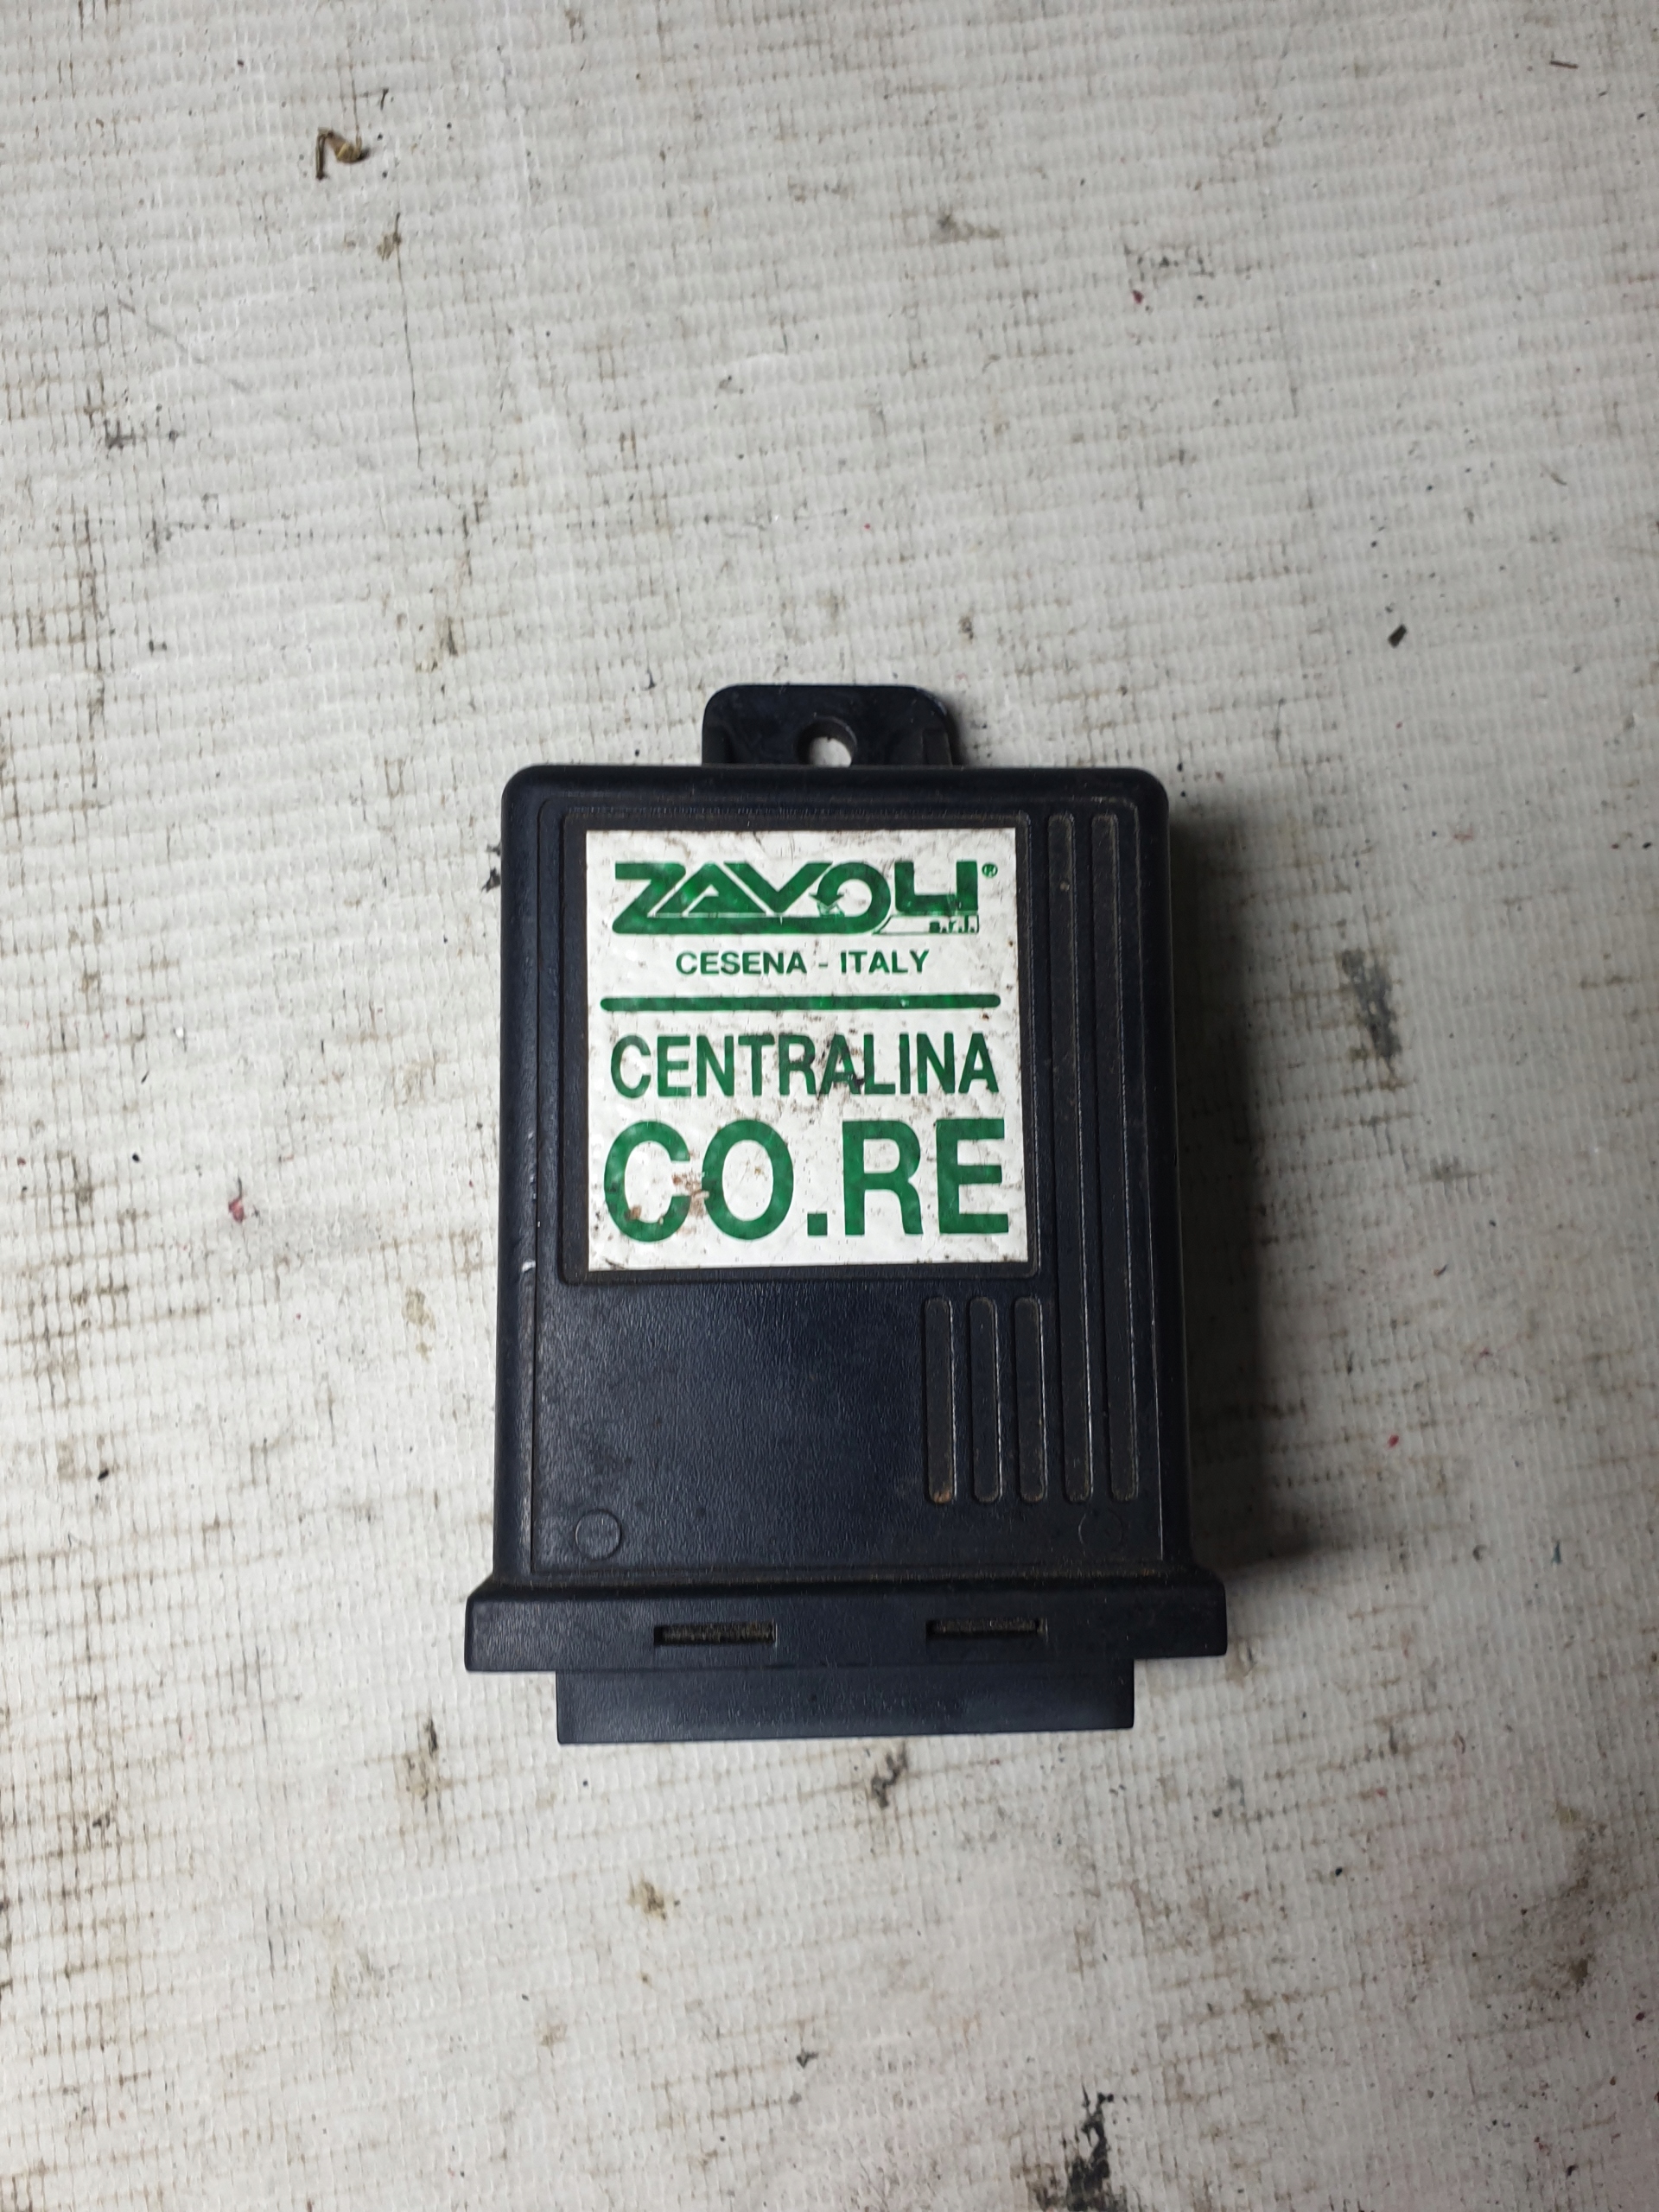 ZAVOLI®
s.r.l.
CESENA - ITALY
CENTRALINA
CO.RE